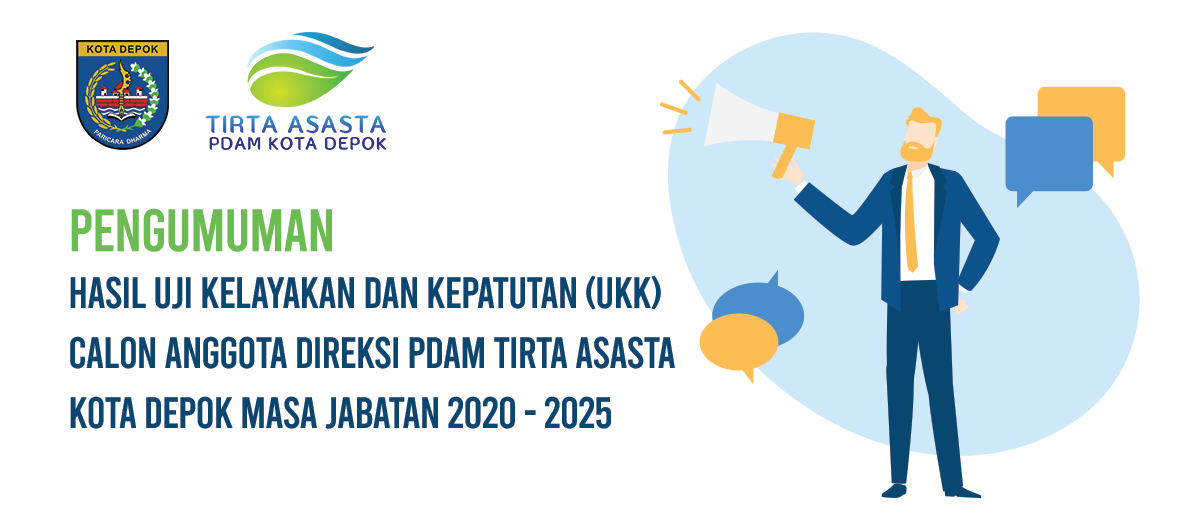 KOTA DEPOK
PARICARA DHARMA
TIRTA ASASTA
PDAM KOTA DEPOK
PENGUMUMAN
HASIL UJI KELAYAKAN DAN KEPATUTAN (UKK)
CALON ANGGOTA DIREKSI PDAM TIRTA ASASTA
KOTA DEPOK MASA JABATAN 2020 - 2025